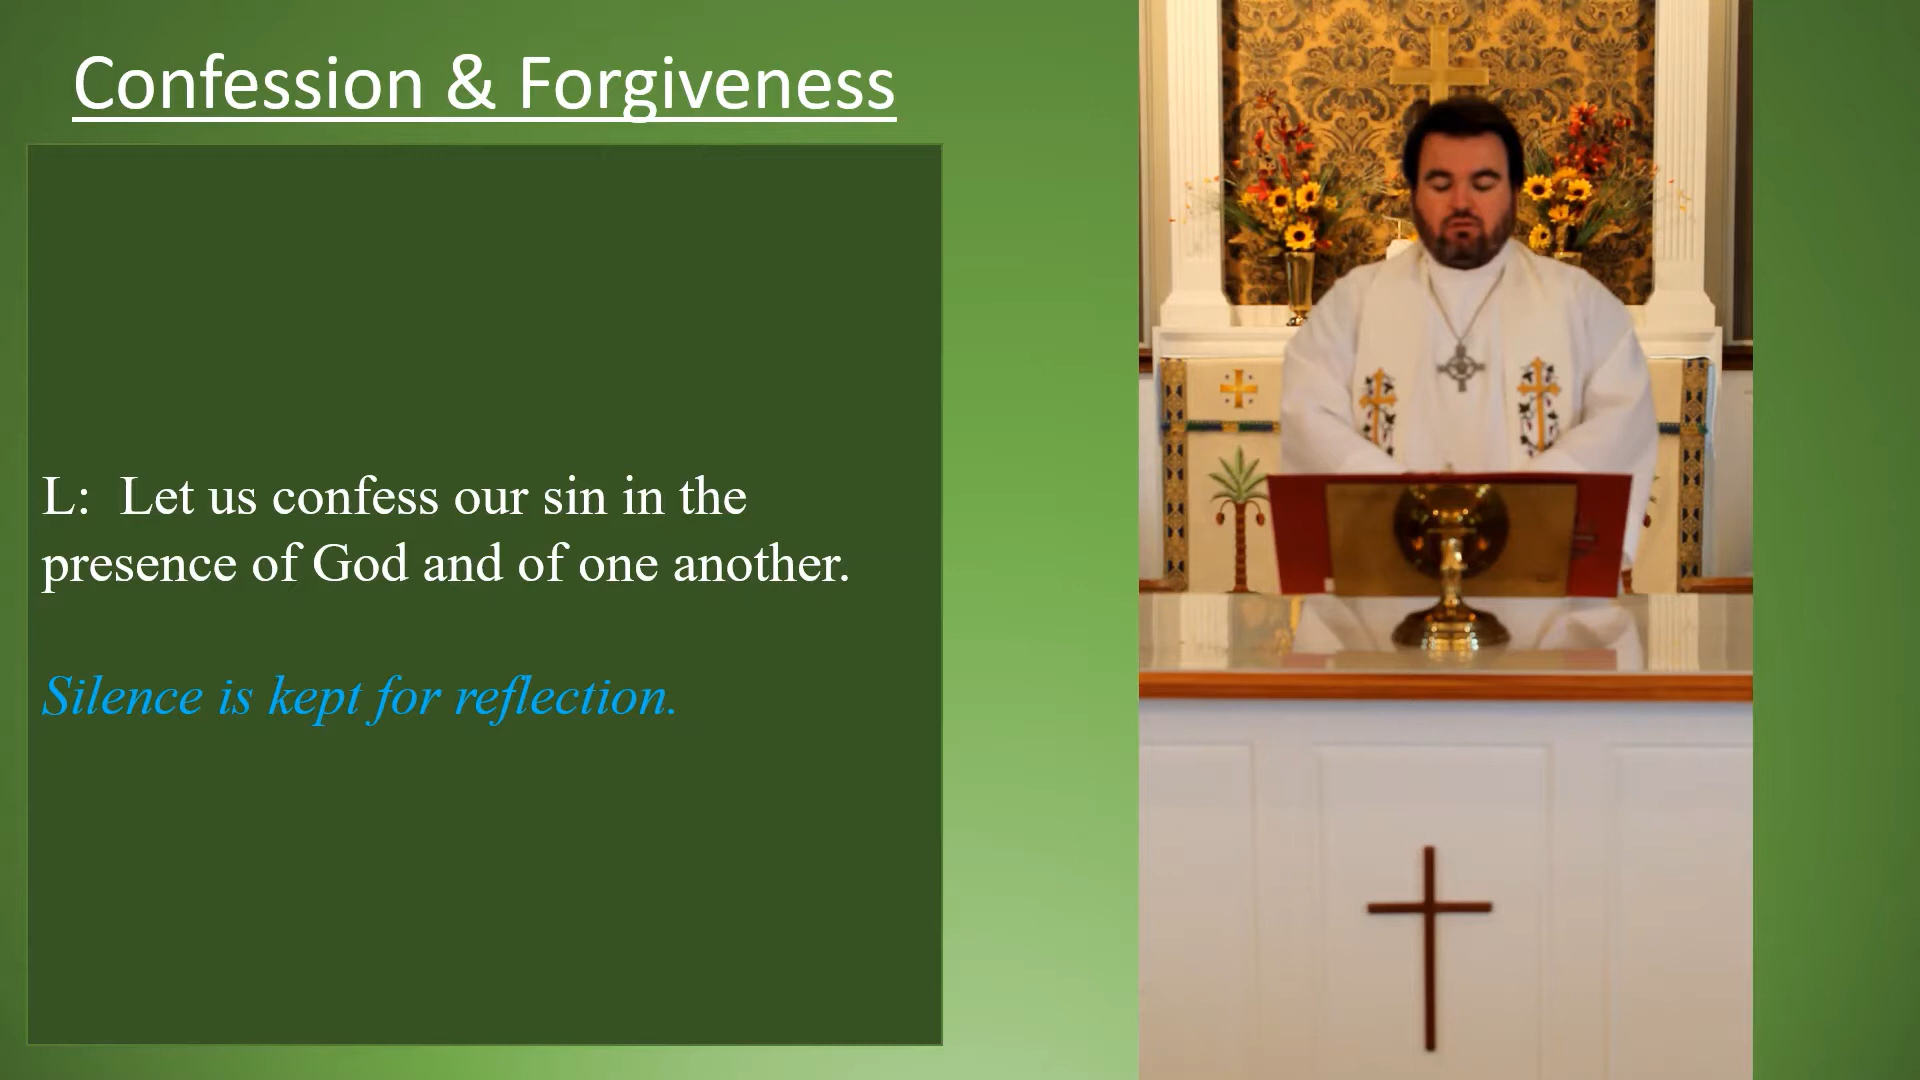 Confession & Forgiveness
L: Let us confess our sin in the
presence of God and of one another.
Silence is kept for reflection.